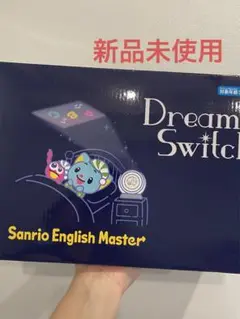 新品未使用
Dream
Switch
Sanrio English Master